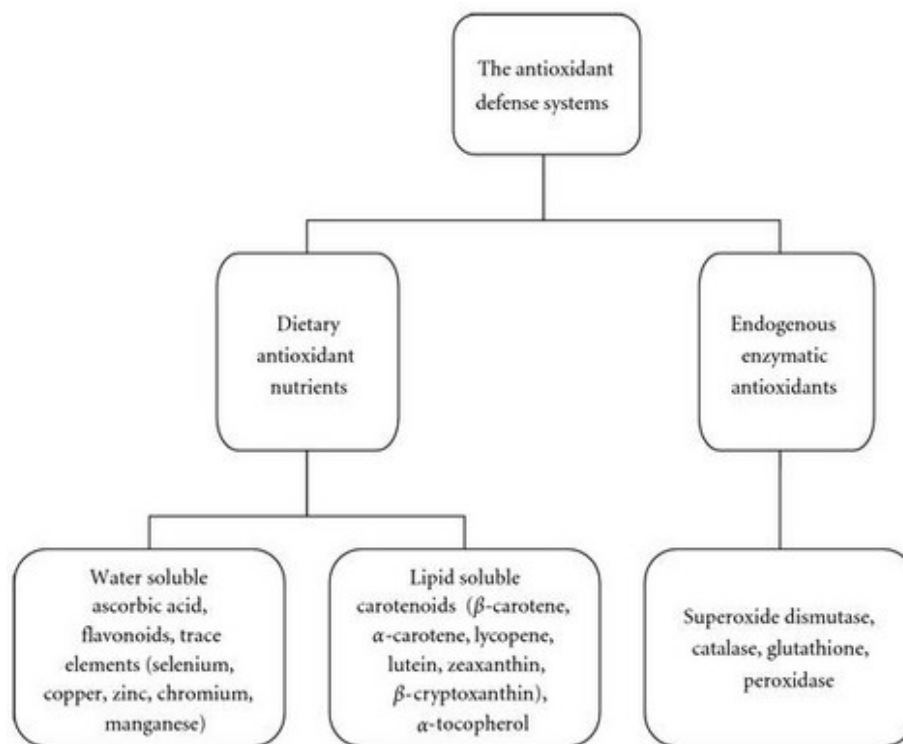 The antioxidant
defense systems
Dietary
antioxidant
nutrients
Endogenous
enzymatic
antioxidants
Water soluble
ascorbic acid,
flavonoids, trace
elements (selenium,
copper, zinc, chromium,
manganese)
Lipid soluble
carotenoids (β-carotene,
α-carotene, lycopene,
lutein, zeaxanthin,
β-cryptoxanthin),
α-tocopherol
Superoxide dismutase,
catalase, glutathione,
peroxidase